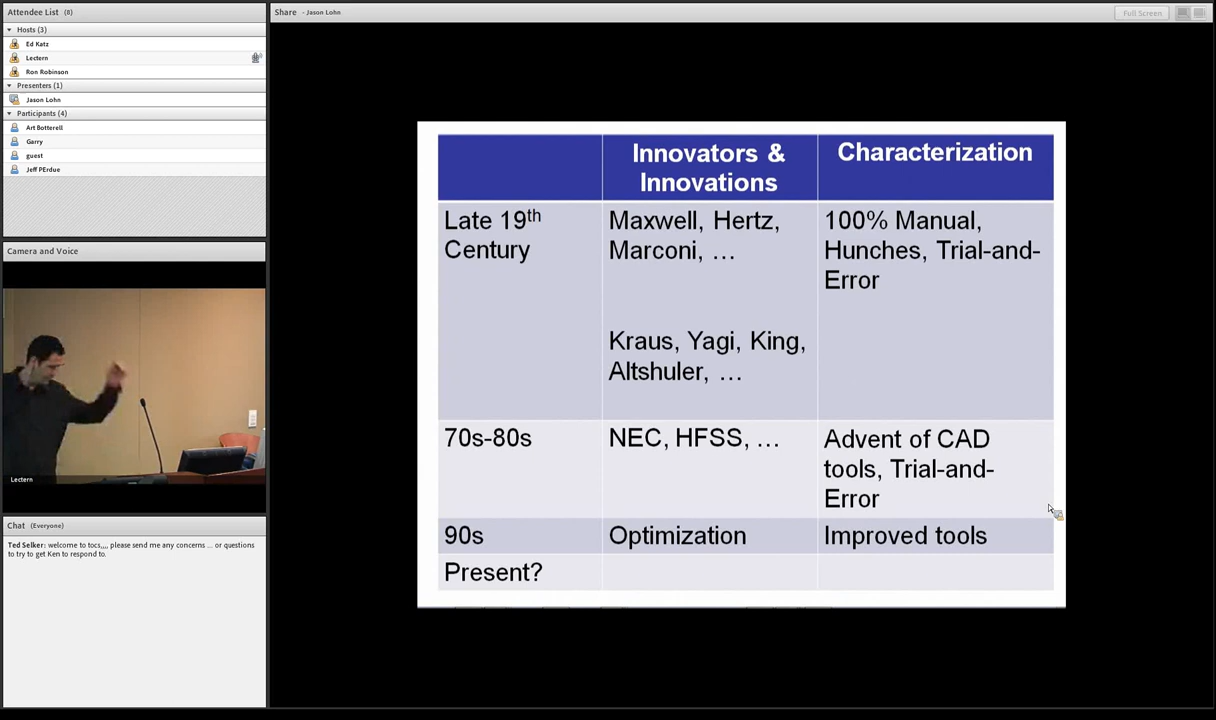 Attendee List (8)
Hosts (3)
Ed Katz
Lectern
Ron Robinson
Presenters (1)
Jason Lohn
Participants (4)
Art Botterell
Garry
guest
Jeff PErdue
Camera and Voice
Lectern
Chat (Everyone)
Ted Selker: welcome to tocs,,,, please send me any concerns ... or questions
to try to get Ken to respond to.
Share - Jason Lohn
Full Screen
Innovators &
Innovations
Characterization
Late 19th
Century
Maxwell, Hertz,
Marconi, …
Kraus, Yagi, King,
Altshuler, …
100% Manual,
Hunches, Trial-and-
Error
70s-80s
NEC, HFSS, …
Advent of CAD
tools, Trial-and-
Error
90s
Optimization
Improved tools
Present?